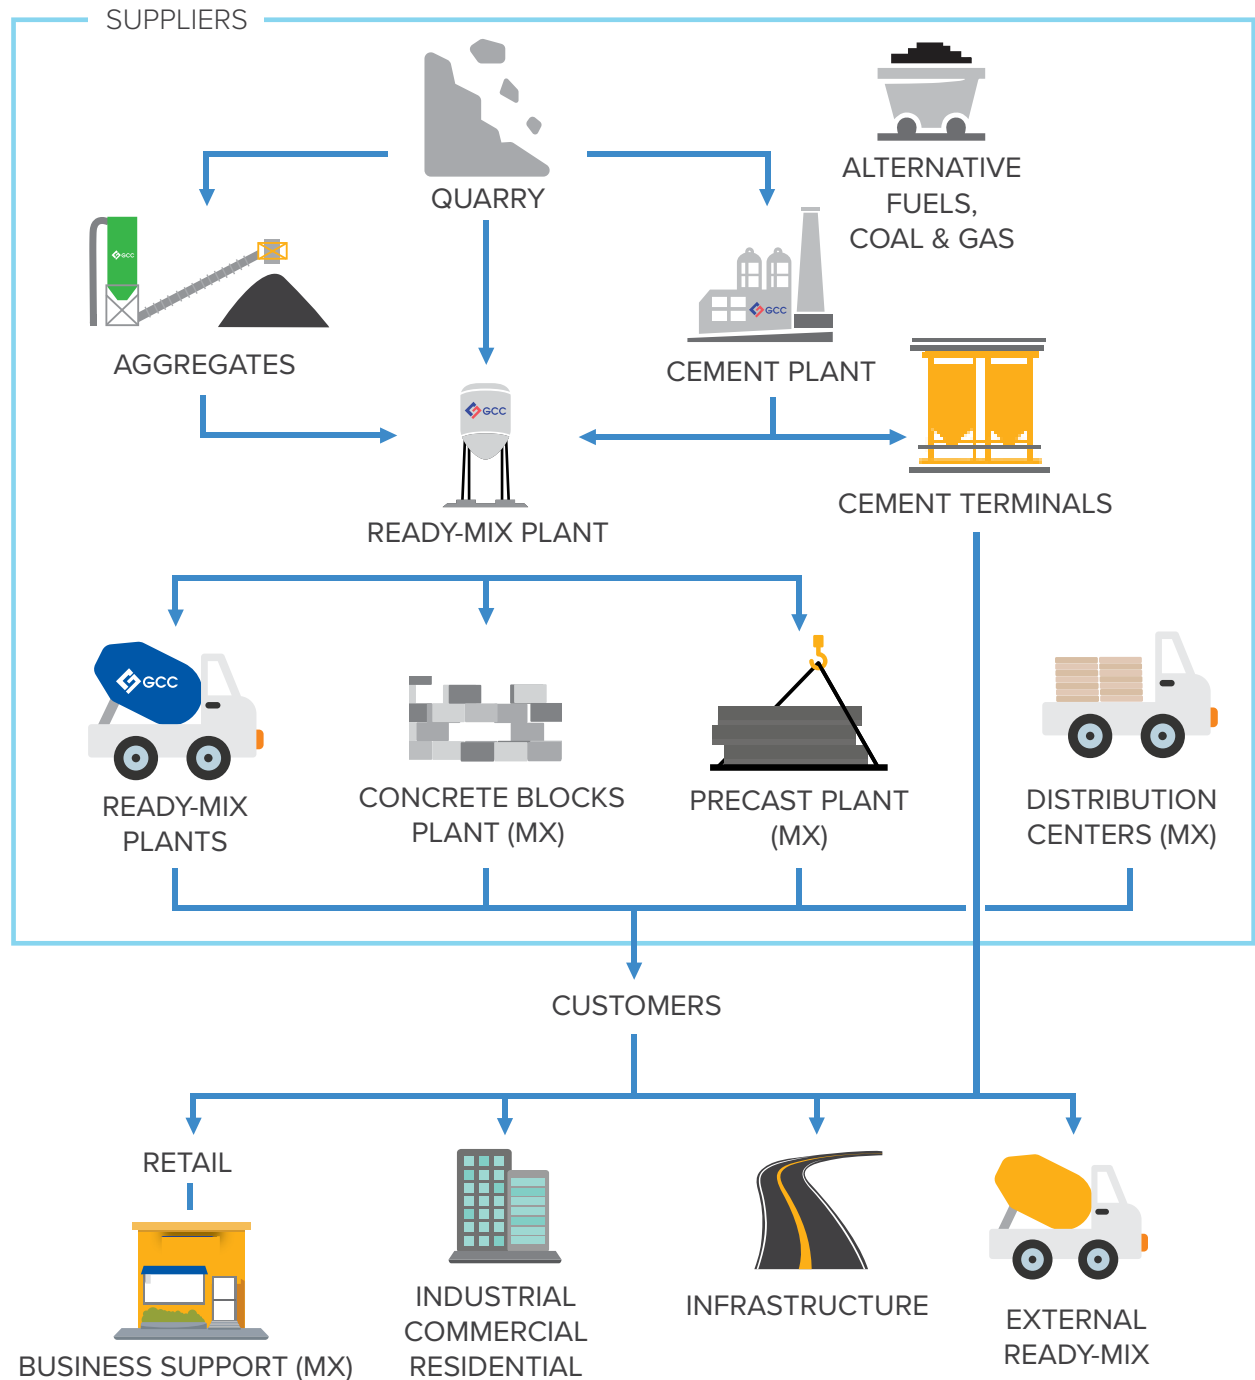 SUPPLIERS
QUARRY
ALTERNATIVE
FUELS,
COAL & GAS
GCC
AGGREGATES
GCC
CEMENT PLANT
GCC
READY-MIX PLANT
CEMENT TERMINALS
GCC
READY-MIX
PLANTS
CONCRETE BLOCKS
PLANT (MX)
PRECAST PLANT
(MX)
DISTRIBUTION
CENTERS (MX)
CUSTOMERS
RETAIL
BUSINESS SUPPORT (MX)
INDUSTRIAL
COMMERCIAL
RESIDENTIAL
INFRASTRUCTURE
EXTERNAL
READY-MIX